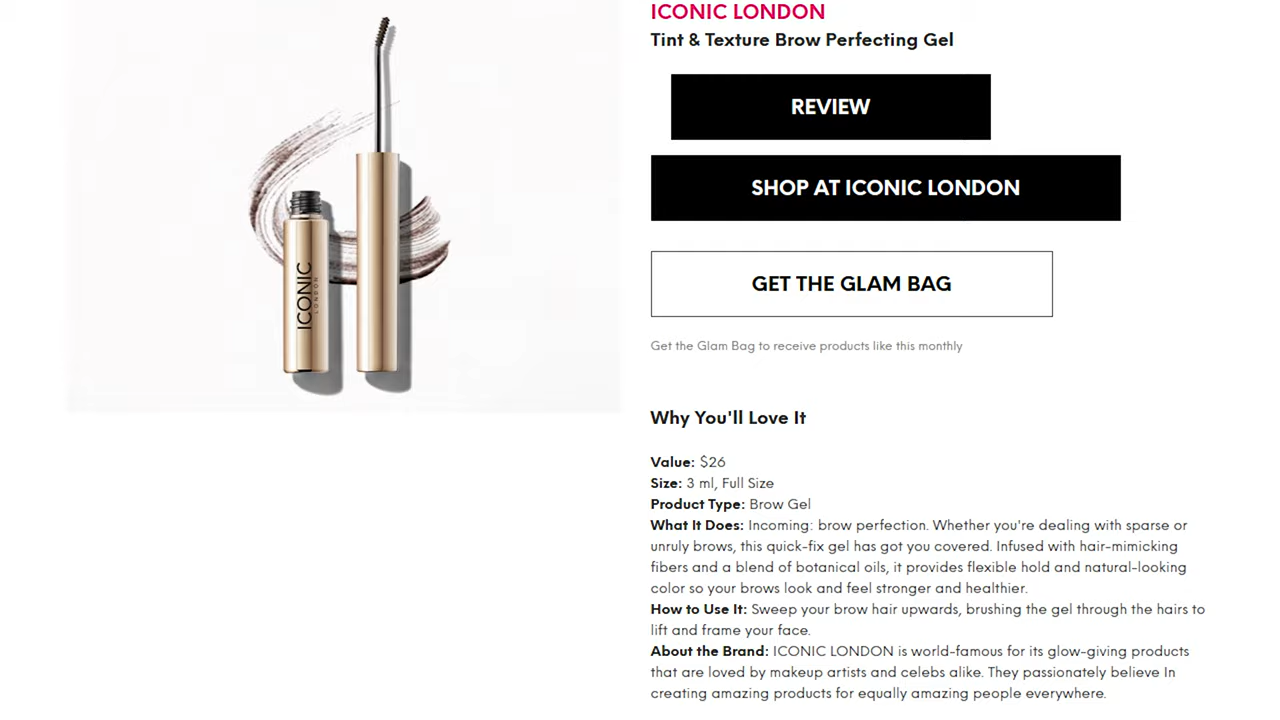 ICONIC LONDON
Tint & Texture Brow Perfecting Gel
REVIEW
SHOP AT ICONIC LONDON
GET THE GLAM BAG
Get the Glam Bag to receive products like this monthly
ICONIC
LONDON
Why You'll Love It
Value: $26
Size: 3 ml, Full Size
Product Type: Brow Gel
What It Does: Incoming: brow perfection. Whether you're dealing with sparse or
unruly brows, this quick-fix gel has got you covered. Infused with hair-mimicking
fibers and a blend of botanical oils, it provides flexible hold and natural-looking
color so your brows look and feel stronger and healthier.
How to Use It: Sweep your brow hair upwards, brushing the gel through the hairs to
lift and frame your face.
About the Brand: ICONIC LONDON is world-famous for its glow-giving products
that are loved by makeup artists and celebs alike. They passionately believe In
creating amazing products for equally amazing people everywhere.